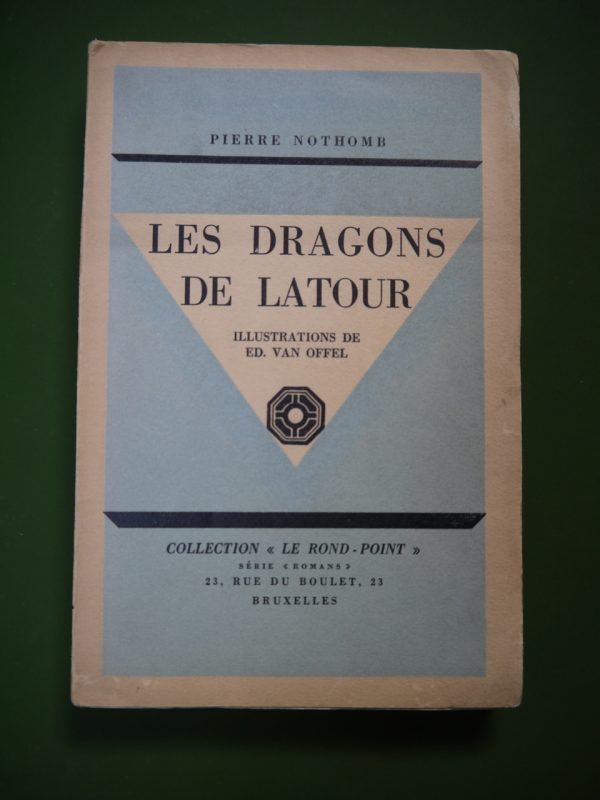 PIERRE NOTHOMB
LES DRAGONS
DE LATOUR
ILLUSTRATIONS DE
ED. VAN OFFEL
COLLECTION « LE ROND-POINT »
SÉRIE « ROMANS »
23, RUE DU BOULET, 23
BRUXELLES